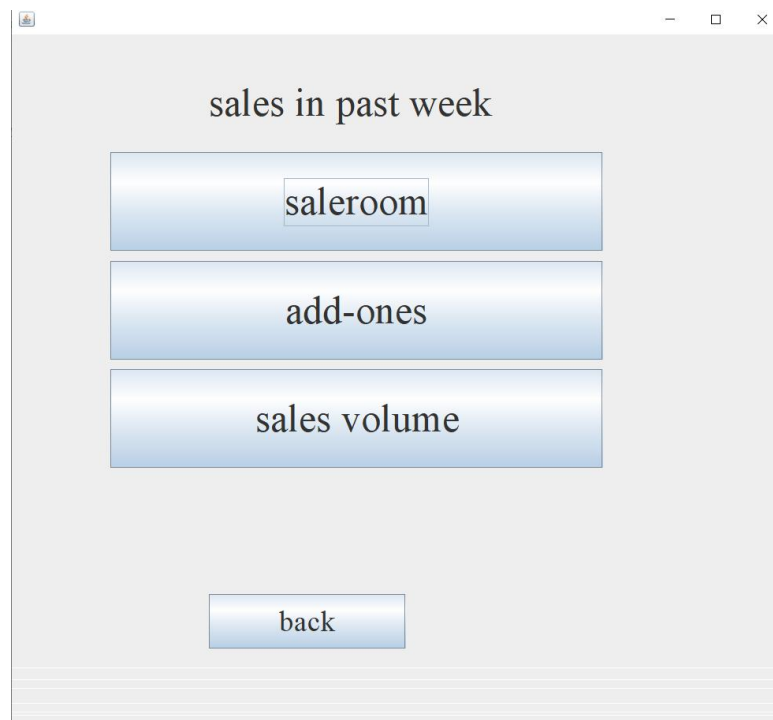 sales in past week
saleroom
add-ones
sales volume
back